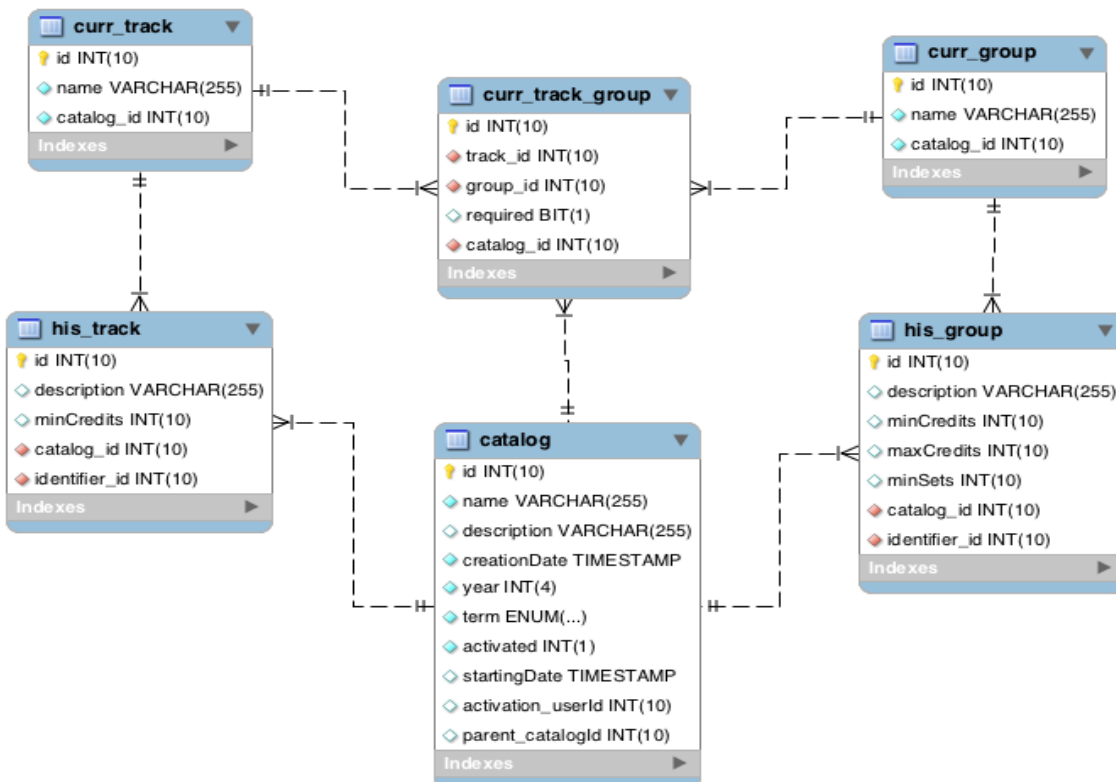 curr_track
id INT(10)
name VARCHAR(255)
catalog_id INT(10)
Indexes
curr_track_group
id INT(10)
track_id INT(10)
group_id INT(10)
required BIT(1)
catalog_id INT(10)
Indexes
curr_group
id INT(10)
name VARCHAR(255)
catalog_id INT(10)
Indexes
his_track
id INT(10)
description VARCHAR(255)
minCredits INT(10)
catalog_id INT(10)
identifier_id INT(10)
Indexes
catalog
id INT(10)
name VARCHAR(255)
description VARCHAR(255)
creationDate TIMESTAMP
year INT(4)
term ENUM(...)
activated INT(1)
startingDate TIMESTAMP
activation_userId INT(10)
parent_catalogId INT(10)
Indexes
his_group
id INT(10)
description VARCHAR(255)
minCredits INT(10)
maxCredits INT(10)
minSets INT(10)
catalog_id INT(10)
identifier_id INT(10)
Indexes